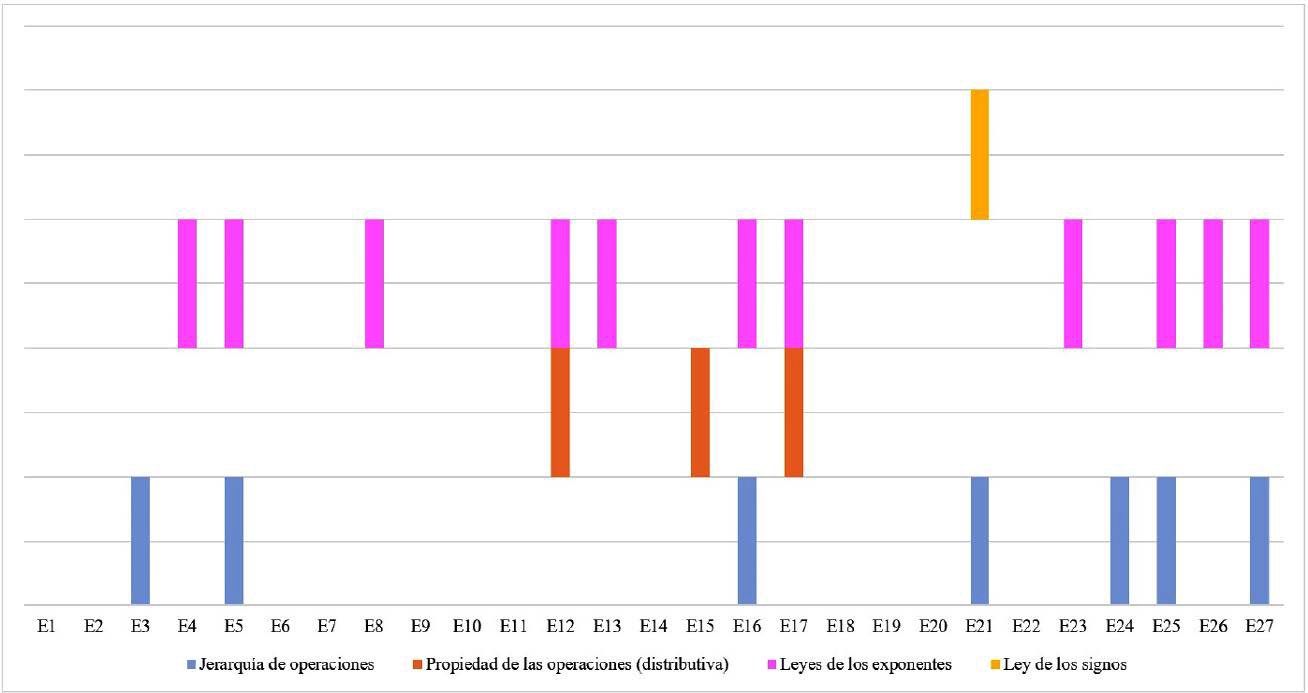 E1 E2 E3 E4 E5 E6 E7 E8 E9 E10 E11 E12 E13 E14 E15 E16 E17 E18 E19 E20 E21 E22 E23 E24 E25 E26 E27
Jerarquía de operaciones Propiedad de las operaciones (distributiva) Leyes de los exponentes Ley de los signos